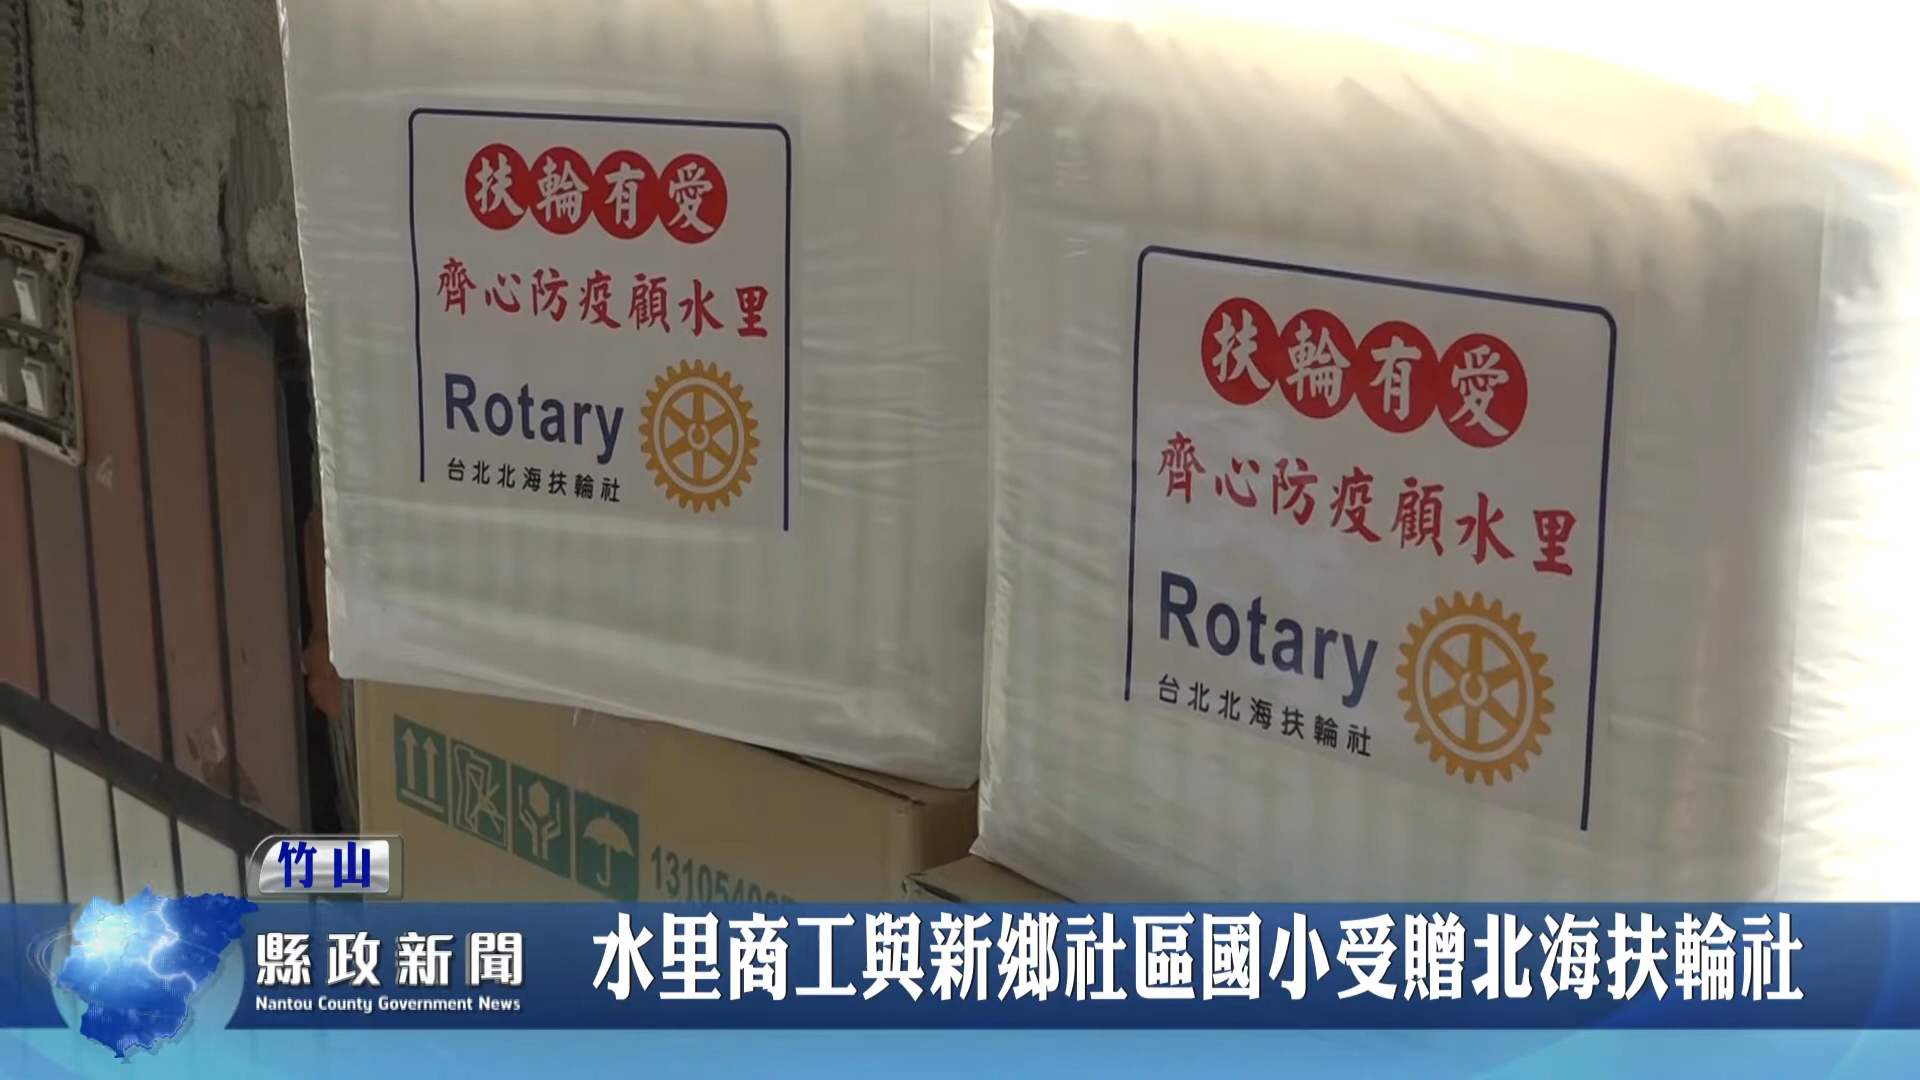 扶輪有愛
齊心防疫顧水里
Rotary
台北北海扶輪社
扶輪有愛
齊心防疫顧水里
Rotary
台北北海扶輪社
竹山
縣政新聞
Nantou County Government News
水里商工與新鄉社區國小受贈北海扶輪社